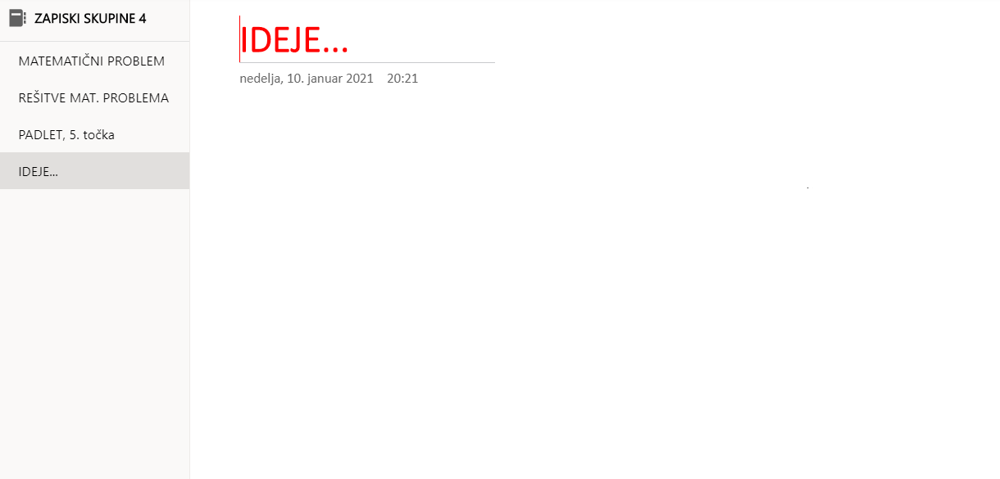 ZAPISKI SKUPINE 4
MATEMATIČNI PROBLEM
REŠITVE MAT. PROBLEMA
PADLET, 5. točka
IDEJE...
IDEJE...
nedelja, 10. januar 2021 20:21